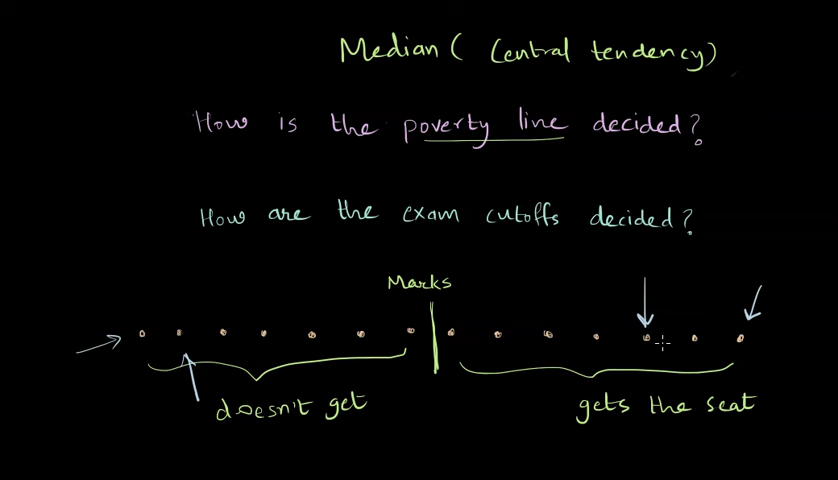 Median ( Central tendency)
How is the poverty line decided?
How are the exam cutoffs decided?
Marks
doesn't get
gets the seat